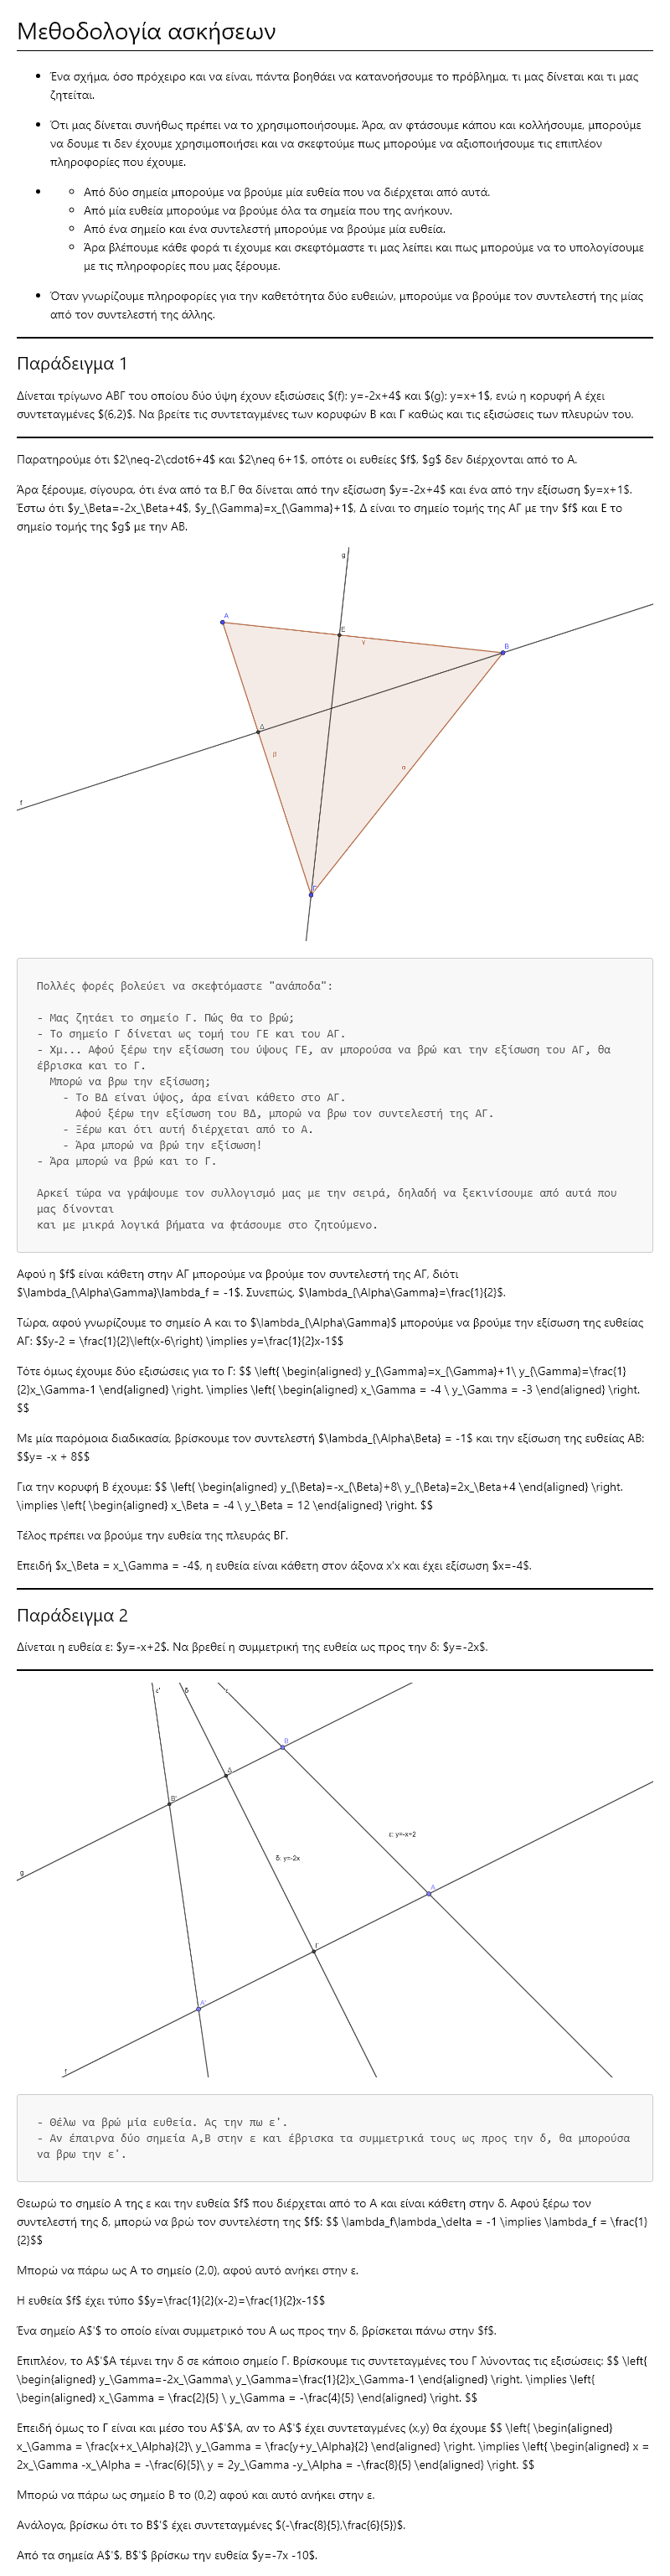 Μεθοδολογία ασκήσεων
Ένα σχήμα, όσο πρόχειρο και να είναι, πάντα βοηθάει να κατανοήσουμε το πρόβλημα, τι μας δίνεται και τι μας
ζητείται.
Ότι μας δίνεται συνήθως πρέπει να το χρησιμοποιήσουμε. Άρα, αν φτάσουμε κάπου και κολλήσουμε, μπορούμε
να δουμε τι δεν έχουμε χρησιμοποιήσει και να σκεφτούμε πως μπορούμε να αξιοποιήσουμε τις επιπλέον
πληροφορίες που έχουμε.
Από δύο σημεία μπορούμε να βρούμε μία ευθεία που να διέρχεται από αυτά.
Από μία ευθεία μπορούμε να βρούμε όλα τα σημεία που της ανήκουν.
Από ένα σημείο και ένα συντελεστή μπορούμε να βρούμε μία ευθεία.
Άρα βλέπουμε κάθε φορά τι έχουμε και σκεφτόμαστε τι μας λείπει και πως μπορούμε να το υπολογίσουμε
με τις πληροφορίες που μας ξέρουμε.
Όταν γνωρίζουμε πληροφορίες για την καθετότητα δύο ευθειών, μπορούμε να βρούμε τον συντελεστή της μίας
από τον συντελεστή της άλλης.
Παράδειγμα 1
Δίνεται τρίγωνο ΑΒΓ του οποίου δύο ύψη έχουν εξισώσεις $(f): y=-2x+4$ και $(g): y=x+1$, ενώ η κορυφή Α έχει
συντεταγμένες $(6,2)$. Να βρείτε τις συντεταγμένες των κορυφών Β και Γ καθώς και τις εξισώσεις των πλευρών του.
Παρατηρούμε ότι $2\neq-2\cdot6+4$ και $2\neq 6+1$, οπότε οι ευθείες $f$, $g$ δεν διέρχονται από το Α.
Άρα ξέρουμε, σίγουρα, ότι ένα από τα Β,Γ θα δίνεται από την εξίσωση $y=-2x+4$ και ένα από την εξίσωση $y=x+1$.
Έστω ότι $y_\Beta=-2x_\Beta+4$, $y_{\Gamma}=x_{\Gamma}+1$, Δ είναι το σημείο τομής της ΑΓ με την $f$ και Ε το
σημείο τομής της $g$ με την ΑΒ.
g
A
E
γ
B
Δ
β
α
f
Γ
Πολλές φορές βολεύει να σκεφτόμαστε "ανάποδα":
- Μας ζητάει το σημείο Γ. Πώς θα το βρώ;
- Το σημείο Γ δίνεται ως τομή του ΓΕ και του ΑΓ.
- Χμ... Αφού ξέρω την εξίσωση του ύψους ΓΕ, αν μπορούσα να βρώ και την εξίσωση του ΑΓ, θα
έβρισκα και το Γ.
Μπορώ να βρω την εξίσωση;
- Το ΒΔ είναι ύψος, άρα είναι κάθετο στο ΑΓ.
Αφού ξέρω την εξίσωση του ΒΔ, μπορώ να βρω τον συντελεστή της ΑΓ.
- Ξέρω και ότι αυτή διέρχεται από το Α.
- Άρα μπορώ να βρώ την εξίσωση!
- Άρα μπορώ να βρώ και το Γ.
Αρκεί τώρα να γράψουμε τον συλλογισμό μας με την σειρά, δηλαδή να ξεκινίσουμε από αυτά που
μας δίνονται
και με μικρά λογικά βήματα να φτάσουμε στο ζητούμενο.
Αφού η $f$ είναι κάθετη στην ΑΓ μπορούμε να βρούμε τον συντελεστή της ΑΓ, διότι
$\lambda_{\Alpha\Gamma}\lambda_f = -1$. Συνεπώς, $\lambda_{\Alpha\Gamma}=\frac{1}{2}$.
Τώρα, αφού γνωρίζουμε το σημείο Α και το $\lambda_{\Alpha\Gamma}$ μπορούμε να βρούμε την εξίσωση της ευθείας
ΑΓ: $$y-2 = \frac{1}{2}\left(x-6\right) \implies y=\frac{1}{2}x-1$$
Τότε όμως έχουμε δύο εξισώσεις για το Γ: $$ \left{ \begin{aligned} y_{\Gamma}=x_{\Gamma}+1\ y_{\Gamma}=\frac{1}
{2}x_\Gamma-1 \end{aligned} \right. \implies \left{ \begin{aligned} x_\Gamma = -4 \ y_\Gamma = -3 \end{aligned} \right.
$$
Με μία παρόμοια διαδικασία, βρίσκουμε τον συντελεστή $\lambda_{\Alpha\Beta} = -1$ και την εξίσωση της ευθείας ΑΒ:
$$y= -x + 8$$
Για την κορυφή Β έχουμε: $$ \left{ \begin{aligned} y_{\Beta}=-x_{\Beta}+8\ y_{\Beta}=2x_\Beta+4 \end{aligned} \right.
\implies \left{ \begin{aligned} x_\Beta = -4 \ y_\Beta = 12 \end{aligned} \right. $$
Τέλος πρέπει να βρούμε την ευθεία της πλευράς ΒΓ.
Επειδή $x_\Beta = x_\Gamma = -4$, η ευθεία είναι κάθετη στον άξονα x'x και έχει εξίσωση $x=-4$.
Παράδειγμα 2
Δίνεται η ευθεία ε: $y=-x+2$. Να βρεθεί η συμμετρική της ευθεία ως προς την δ: $y=-2x$.
ε'
δ
ε
B
Δ
B'
ε: y=-x+2
δ: y=-2x
g
A
Γ
A'
f
- Θέλω να βρώ μία ευθεία. Ας την πω ε'.
- Αν έπαιρνα δύο σημεία Α,Β στην ε και έβρισκα τα συμμετρικά τους ως προς την δ, θα μπορούσα
να βρω την ε'.
Θεωρώ το σημείο Α της ε και την ευθεία $f$ που διέρχεται από το Α και είναι κάθετη στην δ. Αφού ξέρω τον
συντελεστή της δ, μπορώ να βρώ τον συντελέστη της $f$: $$ \lambda_f\lambda_\delta = -1 \implies \lambda_f = \frac{1}
{2}$$
Μπορώ να πάρω ως Α το σημείο (2,0), αφού αυτό ανήκει στην ε.
Η ευθεία $f$ έχει τύπο $$y=\frac{1}{2}(x-2)=\frac{1}{2}x-1$$
Ένα σημείο Α$'$ το οποίο είναι συμμετρικό του Α ως προς την δ, βρίσκεται πάνω στην $f$.
Επιπλέον, το Α$'$Α τέμνει την δ σε κάποιο σημείο Γ. Βρίσκουμε τις συντεταγμένες του Γ λύνοντας τις εξισώσεις: $$ \left{
\begin{aligned} y_\Gamma=-2x_\Gamma\ y_\Gamma=\frac{1}{2}x_\Gamma-1 \end{aligned} \right. \implies \left{
\begin{aligned} x_\Gamma = \frac{2}{5} \ y_\Gamma = -\frac{4}{5} \end{aligned} \right. $$
Επειδή όμως το Γ είναι και μέσο του Α$'$Α, αν το Α$'$ έχει συντεταγμένες (x,y) θα έχουμε $$ \left{ \begin{aligned}
x_\Gamma = \frac{x+x_\Alpha}{2}\ y_\Gamma = \frac{y+y_\Alpha}{2} \end{aligned} \right. \implies \left{ \begin{aligned} x =
2x_\Gamma -x_\Alpha = -\frac{6}{5}\ y = 2y_\Gamma -y_\Alpha = -\frac{8}{5} \end{aligned} \right. $$
Μπορώ να πάρω ως σημείο Β το (0,2) αφού και αυτό ανήκει στην ε.
Ανάλογα, βρίσκω ότι το Β$'$ έχει συντεταγμένες $(-\frac{8}{5},\frac{6}{5})$.
Από τα σημεία Α$'$, Β$'$ βρίσκω την ευθεία $y=-7x -10$.